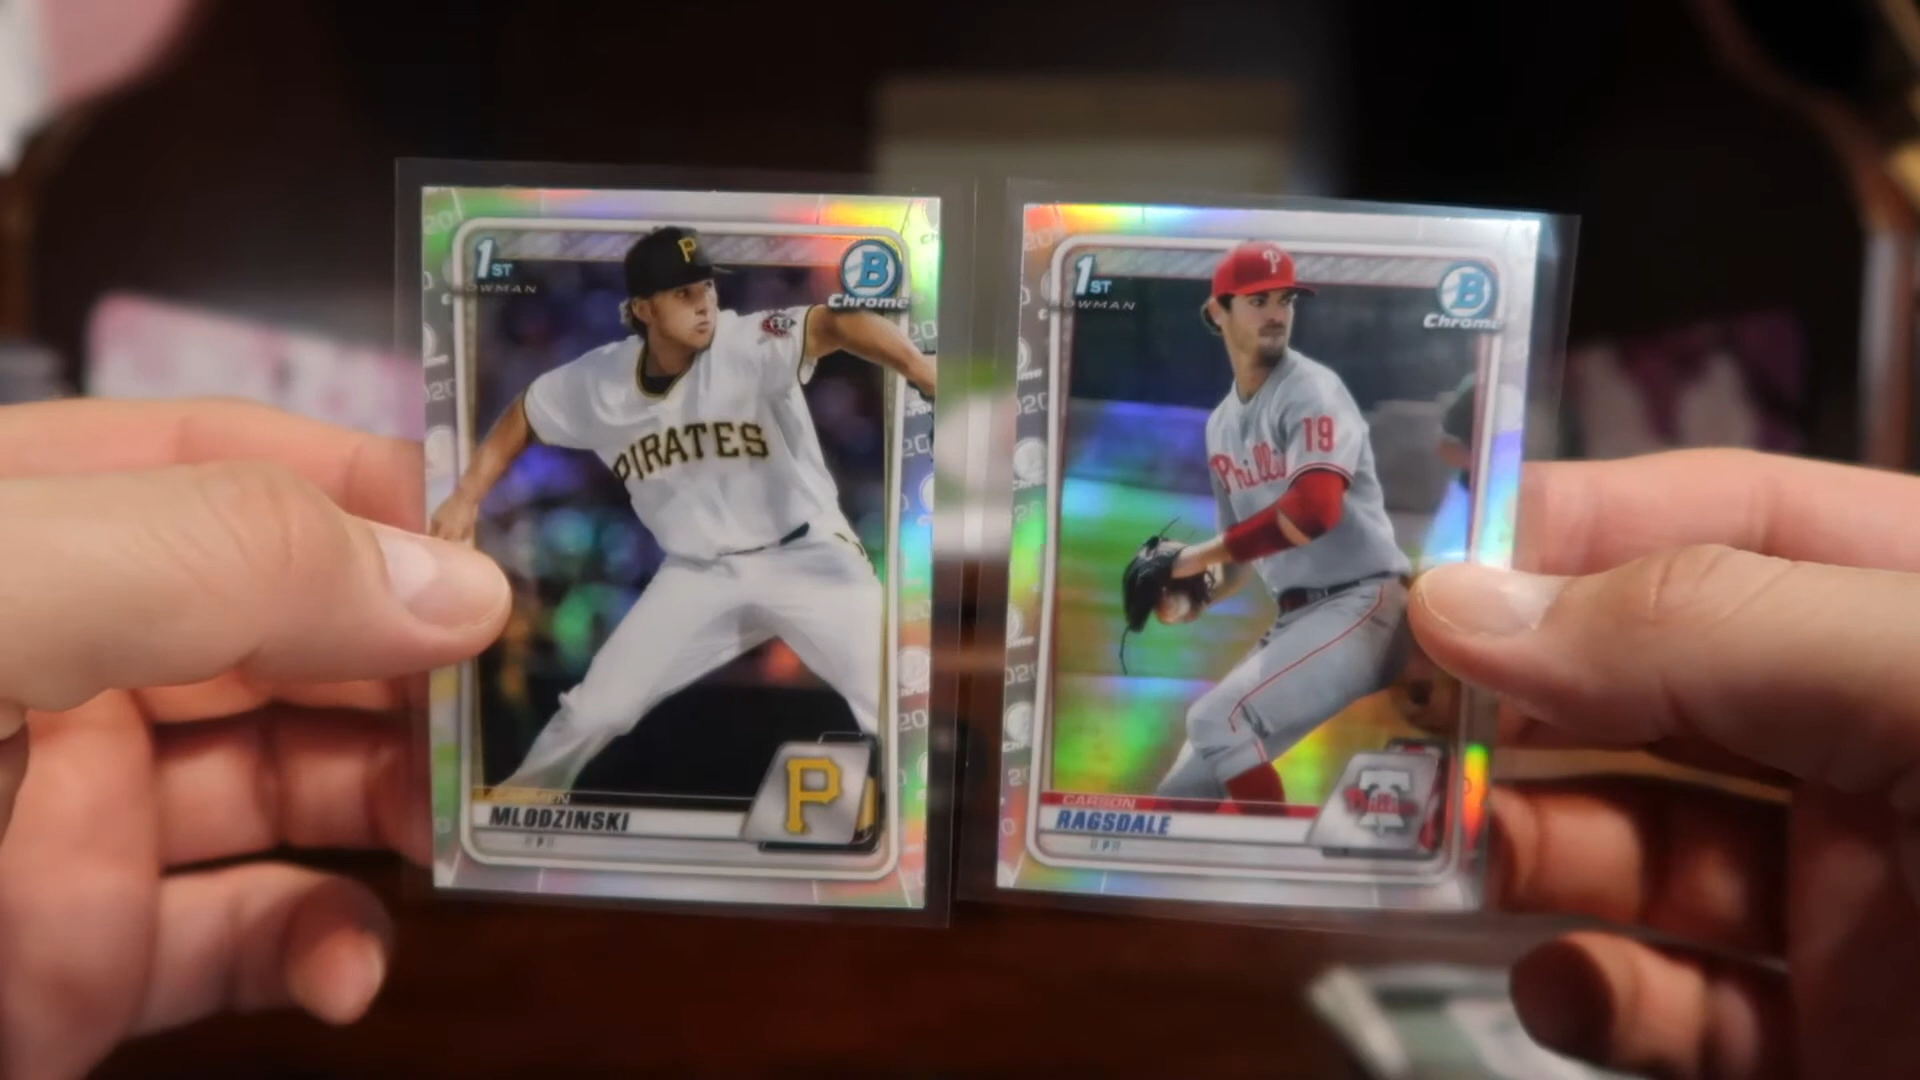 1ST
BOWMAN
B
Chrome
P
PIRATES
P
MLODZINSKI
1ST
BOWMAN
B
Chrome
P
19
Phillies
CARSON
RAGSDALE